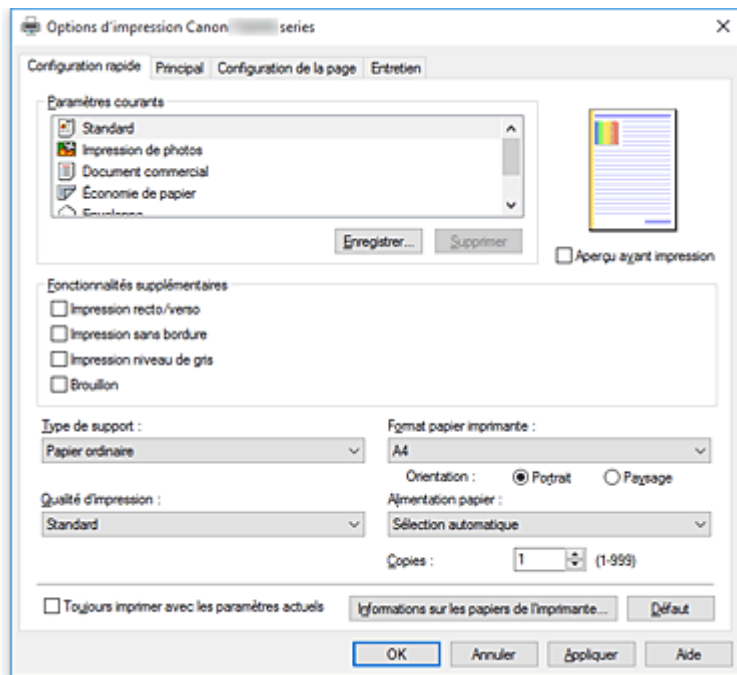 Options d'impression Canon series
Configuration rapide Principal Configuration de la page Entretien
Paramètres courants
Standard
Impression de photos
Document commercial
Économie de papier
Enregistrer... Supprimer
Aperçu avant impression
Fonctionnalités supplémentaires
Impression recto/verso
Impression sans bordure
Impression niveau de gris
Brouillon
Type de support : Format papier imprimante :
Papier ordinaire A4
Orientation : Portrait Paysage
Qualité d'impression : Alimentation papier :
Standard Sélection automatique
Copies : 1 (1-999)
Toujours imprimer avec les paramètres actuels Informations sur les papiers de l'imprimante... Défaut
OK Annuler Appliquer Aide